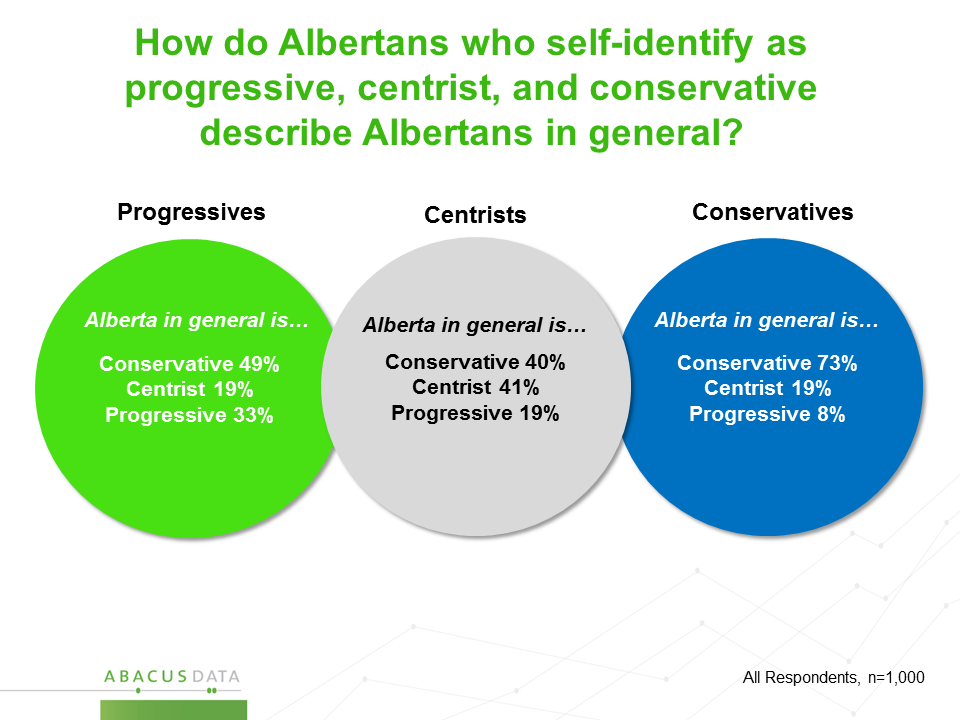 How do Albertans who self-identify as
progressive, centrist, and conservative
describe Albertans in general?
Progressives
Alberta in general is…
Conservative 49%
Centrist 19%
Progressive 33%
Centrists
Alberta in general is…
Conservative 40%
Centrist 41%
Progressive 19%
Conservatives
Alberta in general is…
Conservative 73%
Centrist 19%
Progressive 8%
ABACUS DATA
All Respondents, n=1,000